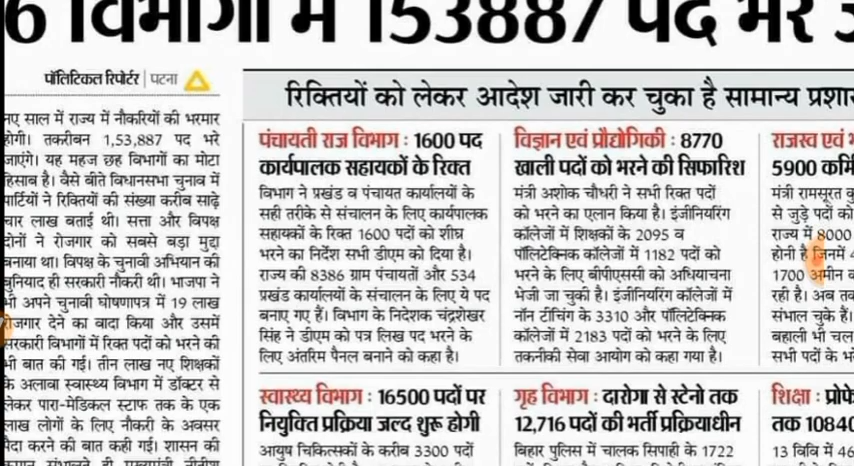 6 विभागों में 153887 पद भरे
पॉलिटिकल रिपोर्टर | पटना
नए साल में राज्य में नौकरियों की भरमार
होगी। तकरीबन 1,53,887 पद भरे
जाएंगे। यह महज छह विभागों का मोटा
हिसाब है। वैसे बीते विधानसभा चुनाव में
पार्टियों ने रिक्तियों की संख्या करीब साढ़े
चार लाख बताई थी। सत्ता और विपक्ष
दोनों ने रोजगार को सबसे बड़ा मुद्दा
बनाया था। विपक्ष के चुनावी अभियान की
बुनियाद ही सरकारी नौकरी थी। भाजपा ने
भी अपने चुनावी घोषणापत्र में 19 लाख
रोजगार देने का वादा किया और उसमें
सरकारी विभागों में रिक्त पदों को भरने की
भी बात की गई। तीन लाख नए शिक्षकों
के अलावा स्वास्थ्य विभाग में डॉक्टर से
लेकर पारा-मेडिकल स्टाफ तक के एक
लाख लोगों के लिए नौकरी के अवसर
पैदा करने की बात कही गई। शासन की
रिक्तियों को लेकर आदेश जारी कर चुका है सामान्य
पंचायती राज विभाग : 1600 पद
कार्यपालक सहायकों के रिक्त
विभाग ने प्रखंड व पंचायत कार्यालयों के
सही तरीके से संचालन के लिए कार्यपालक
सहायकों के रिक्त 1600 पदों को शीघ्र
भरने का निर्देश सभी डीएम को दिया है।
राज्य की 8386 ग्राम पंचायतों और 534
प्रखंड कार्यालयों के संचालन के लिए ये पद
बनाए गए हैं। विभाग के निदेशक चंद्रशेखर
सिंह ने डीएम को पत्र लिख पद भरने के
लिए अंतरिम पैनल बनाने को कहा है।
विज्ञान एवं प्रौद्योगिकी : 8770
खाली पदों को भरने की सिफारिश
मंत्री अशोक चौधरी ने सभी रिक्त पदों
को भरने का एलान किया है। इंजीनियरिंग
कॉलेजों में शिक्षकों के 2095 व
पॉलिटेक्निक कॉलेजों में 1182 पदों को
भरने के लिए बीपीएससी को अधियाचना
भेजी जा चुकी है। इंजीनियरिंग कॉलेजों में
नॉन टीचिंग के 3310 और पॉलिटेक्निक
कॉलेजों में 2183 पदों को भरने के लिए
तकनीकी सेवा आयोग को कहा गया है।
राजस्व एवं
5900
मंत्री रामसूरत
से जुड़े पदों को
राज्य में 8000
होनी है जिनमें
1700 अमीन
रही है। अब तक
संभाल चुके हैं।
बहाली भी चल
सभी पदों के
स्वास्थ्य विभाग : 16500 पदों पर
नियुक्ति प्रक्रिया जल्द शुरू होगी
आयुष चिकित्सकों के करीब 3300 पदों
गृह विभाग : दारोगा से स्टेनो तक
12,716 पदों की भर्ती प्रक्रियाधीन
बिहार पुलिस में चालक सिपाही के 1722
शिक्षा :
तक 10840
13 विवि में 46